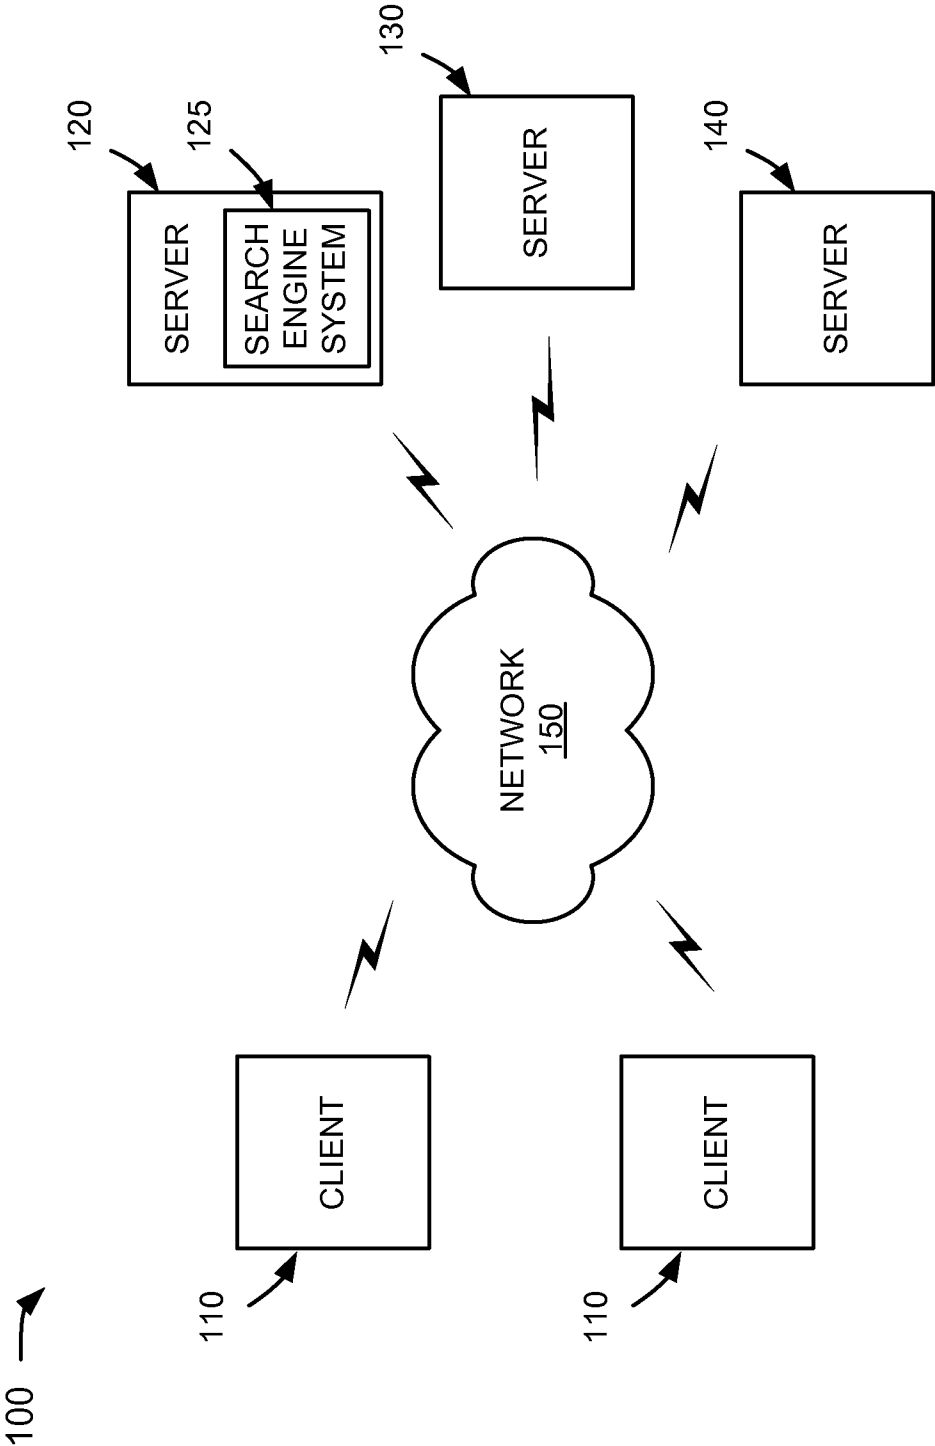 100
110
CLIENT
110
CLIENT
NETWORK
150
120
SERVER
125
SEARCH
ENGINE
SYSTEM
130
SERVER
140
SERVER